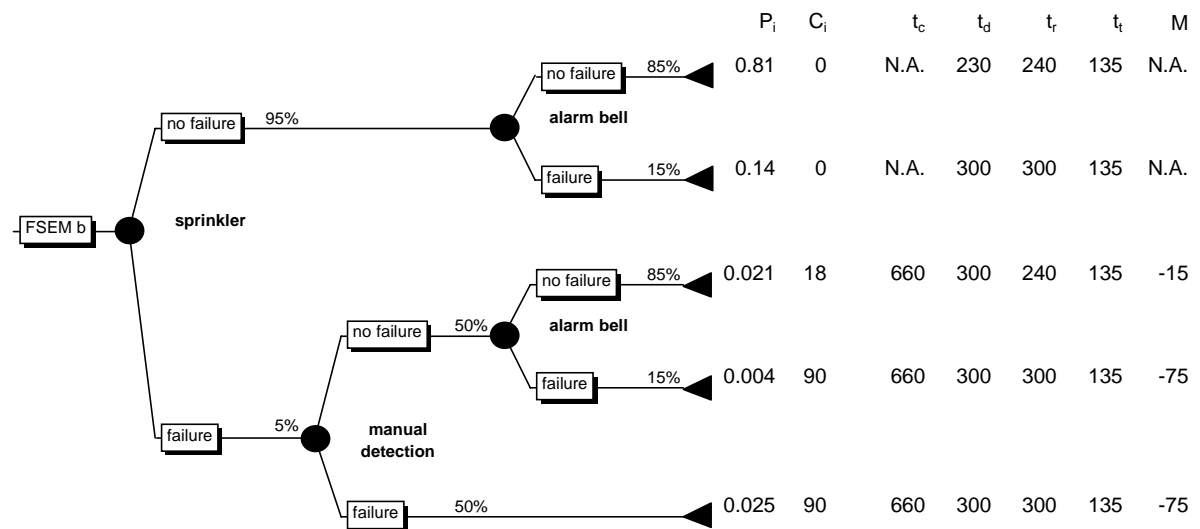 Pi Ci tc td tr tt M
no failure 85% 0.81 0 N.A. 230 240 135 N.A.
no failure 95% alarm bell
failure 15% 0.14 0 N.A. 300 300 135 N.A.
FSEM b sprinkler
no failure 85% 0.021 18 660 300 240 135 -15
no failure 50% alarm bell
failure 15% 0.004 90 660 300 300 135 -75
failure 5% manual
detection
failure 50% 0.025 90 660 300 300 135 -75